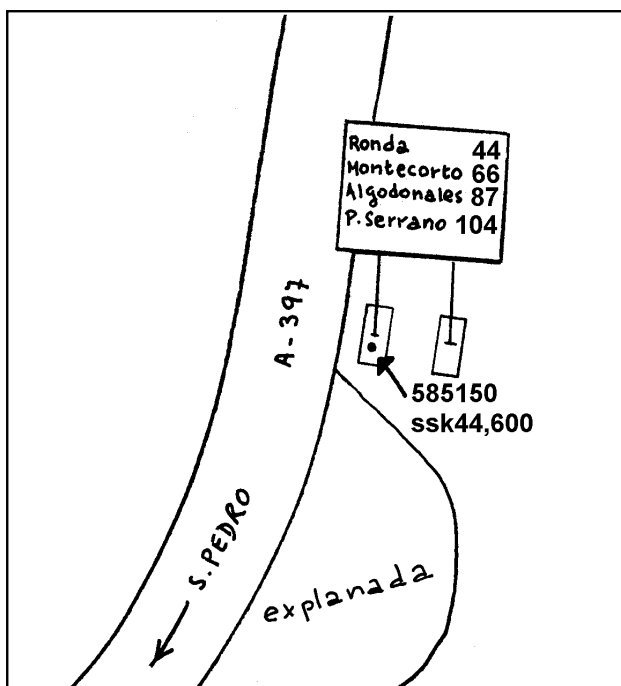 Ronda 44
Montecorto 66
Algodonales 87
P.Serrano 104
A-397
585150
ssk44,600
S.PEDRO
explanada